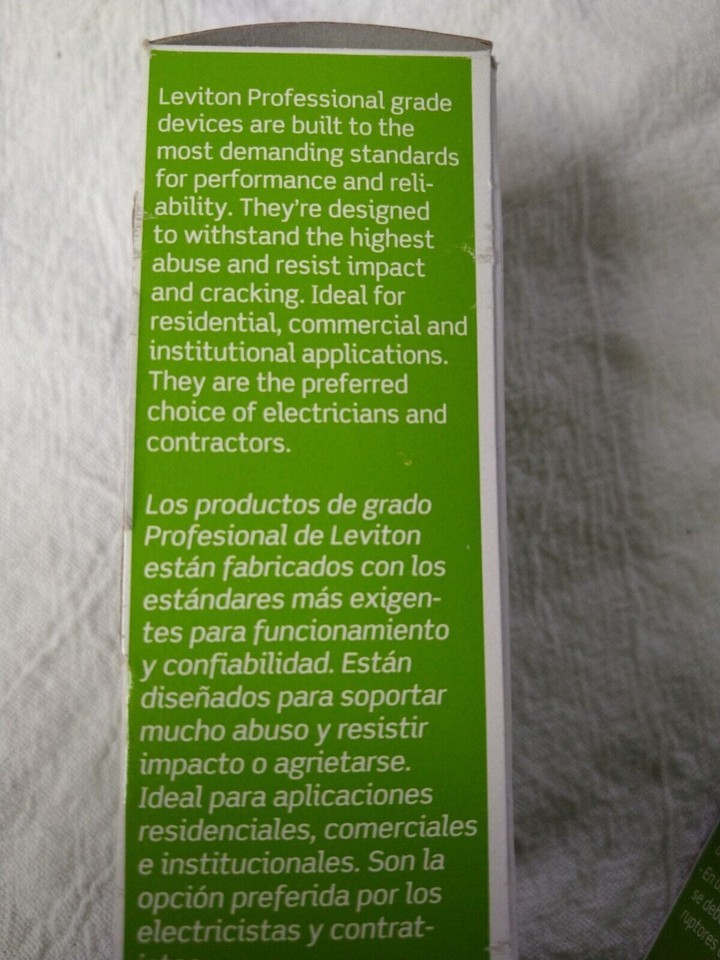 Leviton Professional grade
devices are built to the
most demanding standards
for performance and reli-
ability. They're designed
to withstand the highest
abuse and resist impact
and cracking. Ideal for
residential, commercial and
institutional applications.
They are the preferred
choice of electricians and
contractors.
Los productos de grado
Profesional de Leviton
están fabricados con los
estándares más exigen-
tes para funcionamiento
y confiabilidad. Están
diseñados para soportar
mucho abuso y resistir
impacto o agrietarse.
Ideal para aplicaciones
residenciales, comerciales
e institucionales. Son la
opción preferida por los
electricistas y contrat-
- En
se deb
ruptores